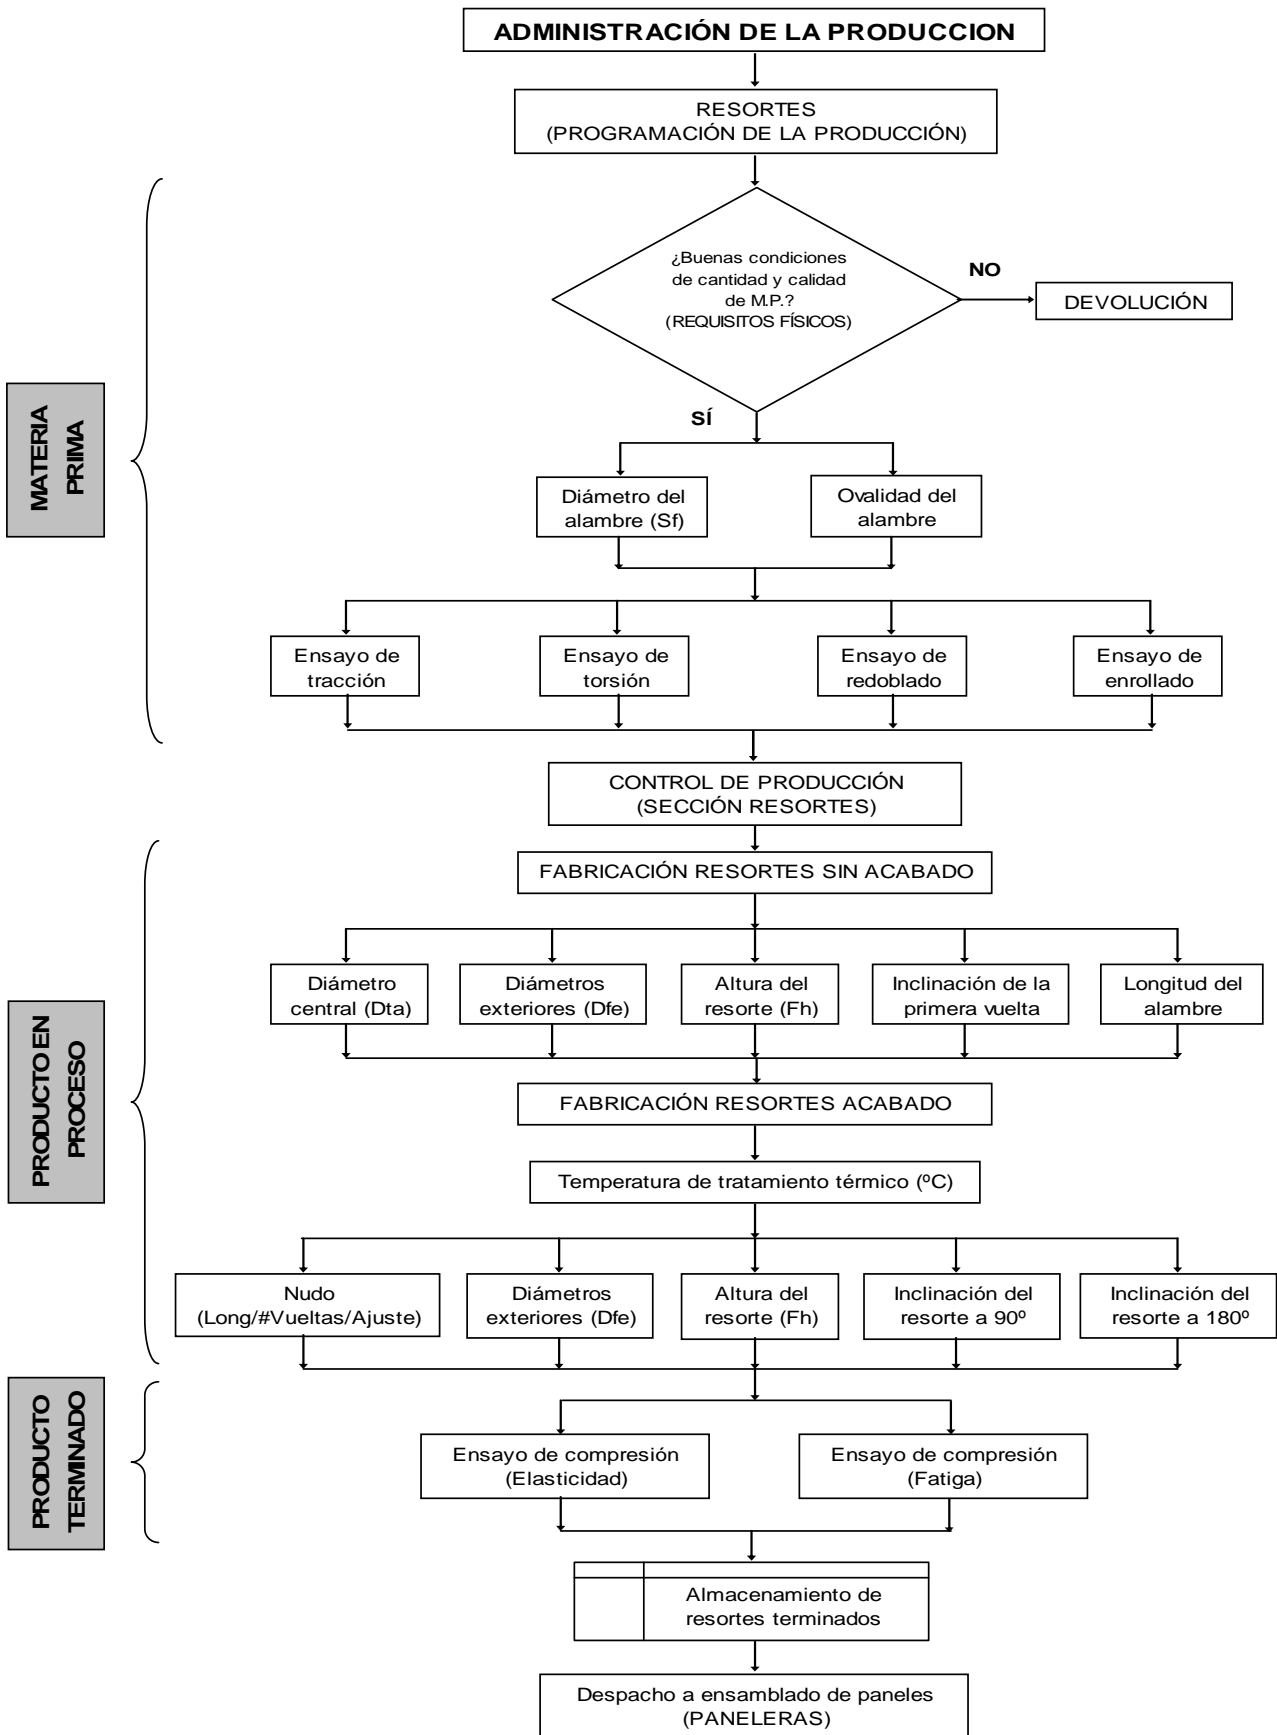 ADMINISTRACIÓN DE LA PRODUCCION
RESORTES
(PROGRAMACIÓN DE LA PRODUCCIÓN)
¿Buenas condiciones
de cantidad y calidad
de M.P.?
(REQUISITOS FÍSICOS)
NO
DEVOLUCIÓN
SÍ
MATERIA
PRIMA
Diámetro del
alambre (Sf)
Ovalidad del
alambre
Ensayo de
tracción
Ensayo de
torsión
Ensayo de
redoblado
Ensayo de
enrollado
CONTROL DE PRODUCCIÓN
(SECCIÓN RESORTES)
FABRICACIÓN RESORTES SIN ACABADO
PRODUCTO EN
PROCESO
Diámetro
central (Dta)
Diámetros
exteriores (Dfe)
Altura del
resorte (Fh)
Inclinación de la
primera vuelta
Longitud del
alambre
FABRICACIÓN RESORTES ACABADO
Temperatura de tratamiento térmico (ºC)
Nudo
(Long/#Vueltas/Ajuste)
Diámetros
exteriores (Dfe)
Altura del
resorte (Fh)
Inclinación del
resorte a 90º
Inclinación del
resorte a 180º
PRODUCTO
TERMINADO
Ensayo de compresión
(Elasticidad)
Ensayo de compresión
(Fatiga)
Almacenamiento de
resortes terminados
Despacho a ensamblado de paneles
(PANELERAS)